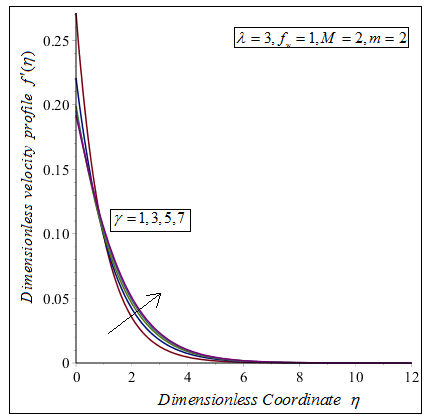 λ = 3, f_w = 1, M = 2, m = 2
Dimensionless velocity profile f'(η)
0.25
0.20
0.15
γ = 1,3,5,7
0.10
0.05
0
0 2 4 6 8 10 12
Dimensionless Coordinate η